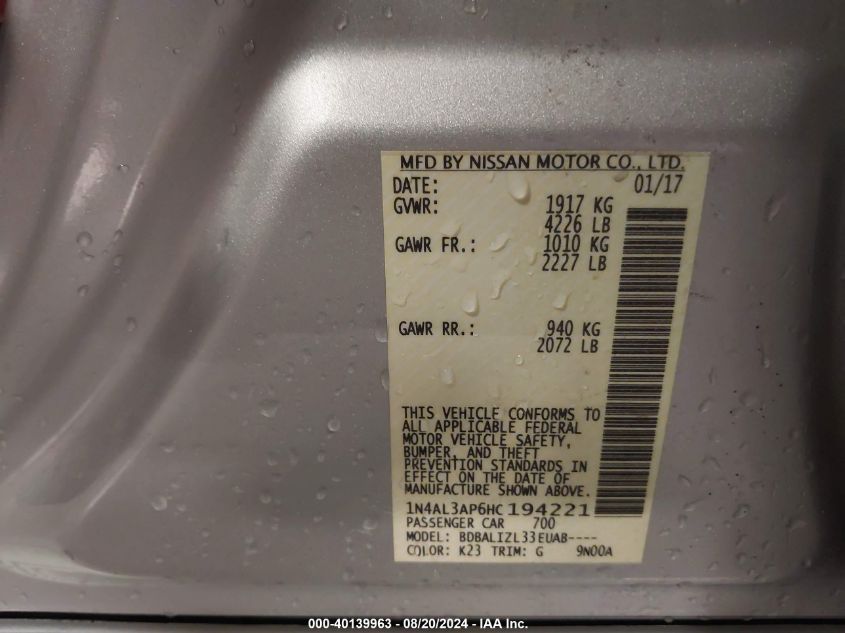 MFD BY NISSAN MOTOR CO., LTD.
DATE: 01/17
GVWR: 1917 KG
4226 LB
GAWR FR.: 1010 KG
2227 LB
GAWR RR.: 940 KG
2072 LB
THIS VEHICLE CONFORMS TO
ALL APPLICABLE FEDERAL
MOTOR VEHICLE SAFETY,
BUMPER, AND THEFT
PREVENTION STANDARDS IN
EFFECT ON THE DATE OF
MANUFACTURE SHOWN ABOVE.
1N4AL3AP6HC194221
PASSENGER CAR 700
MODEL: BDBALIZL33EUAB----
COLOR: K23 TRIM: G 9N00A
000-40139963 - 08/20/2024 - IAA Inc.